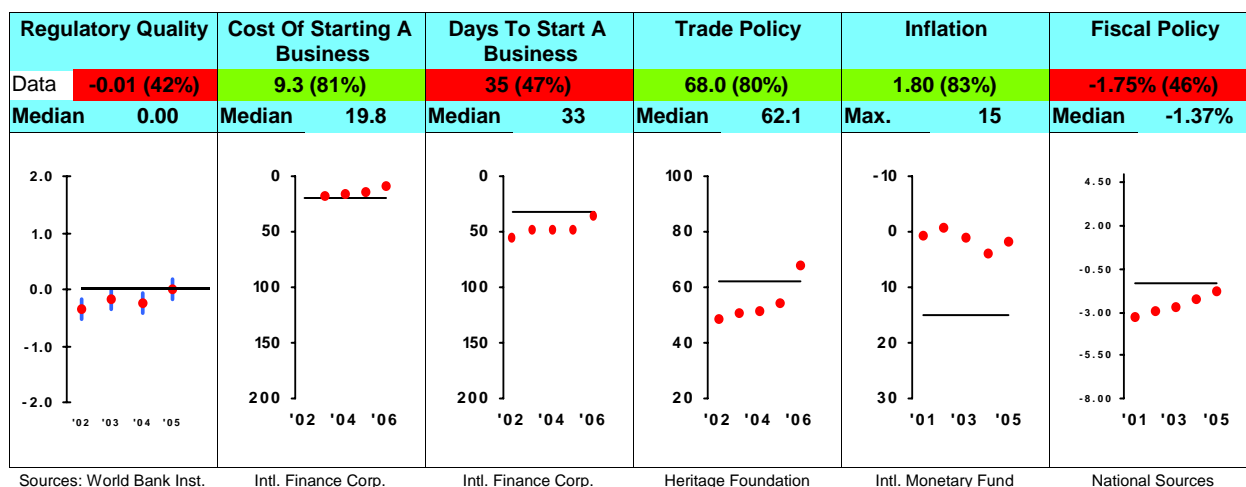 Regulatory Quality
Cost Of Starting A
Business
Days To Start A
Business
Trade Policy
Inflation
Fiscal Policy
Data -0.01 (42%)
9.3 (81%)
35 (47%)
68.0 (80%)
1.80 (83%)
-1.75% (46%)
Median 0.00
Median 19.8
Median 33
Median 62.1
Max. 15
Median -1.37%
2.0
1.0
0.0
-1.0
-2.0
'02 '03 '04 '05
0
50
100
150
200
'02 '04 '06
0
50
100
150
200
'02 '04 '06
100
80
60
40
20
'02 '04 '06
-10
0
10
20
30
'01 '03 '05
4.50
2.00
-0.50
-3.00
-5.50
-8.00
'01 '03 '05
Sources: World Bank Inst.
Intl. Finance Corp.
Intl. Finance Corp.
Heritage Foundation
Intl. Monetary Fund
National Sources